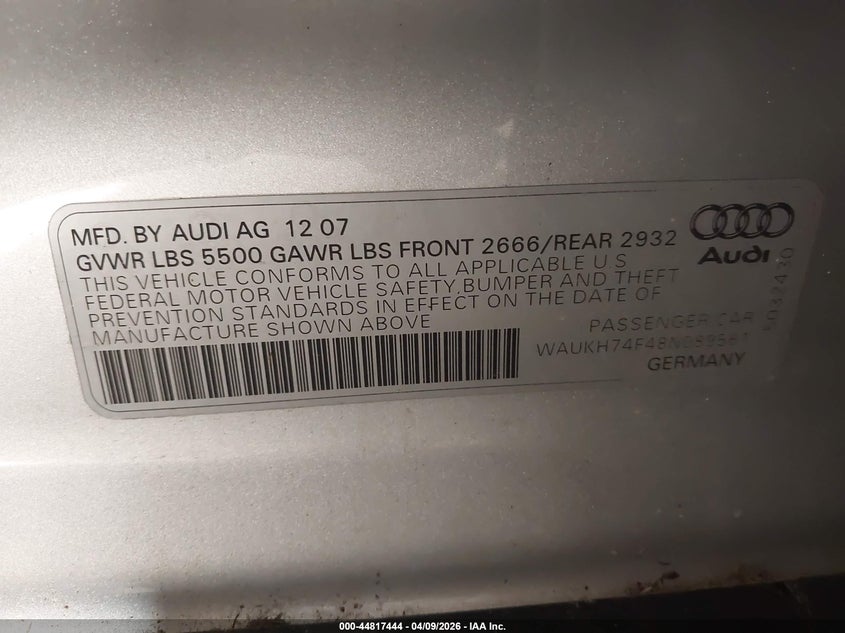 MFD. BY AUDI AG 12 07
GVWR LBS 5500 GAWR LBS FRONT 2666/REAR 2932
THIS VEHICLE CONFORMS TO ALL APPLICABLE U S
FEDERAL MOTOR VEHICLE SAFETY,BUMPER AND THEFT
PREVENTION STANDARDS IN EFFECT ON THE DATE OF
MANUFACTURE SHOWN ABOVE
Audi
PASSENGER CAR
GERMANY
000-44817444 - 04/09/2026 - IAA Inc.